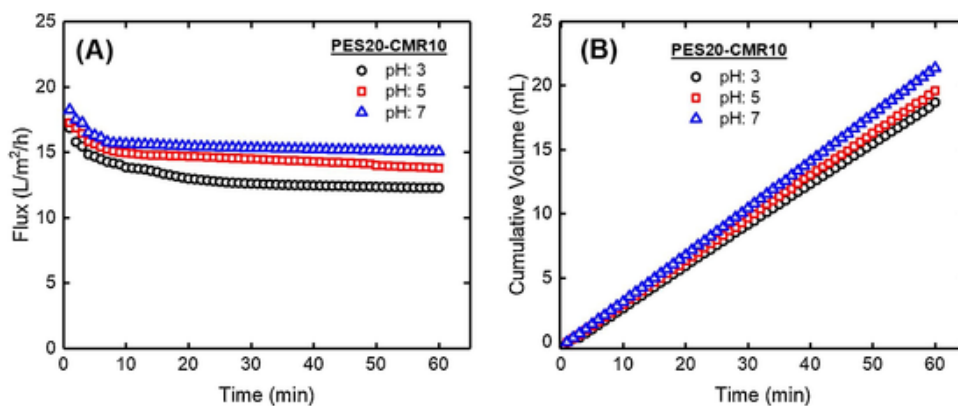 (A)
PES20-CMR10
pH: 3
pH: 5
pH: 7
25
20
15
10
5
0
0 10 20 30 40 50 60
Flux (L/m²/h)
Time (min)
(B)
PES20-CMR10
pH: 3
pH: 5
pH: 7
25
20
15
10
5
0
0 10 20 30 40 50 60
Cumulative Volume (mL)
Time (min)